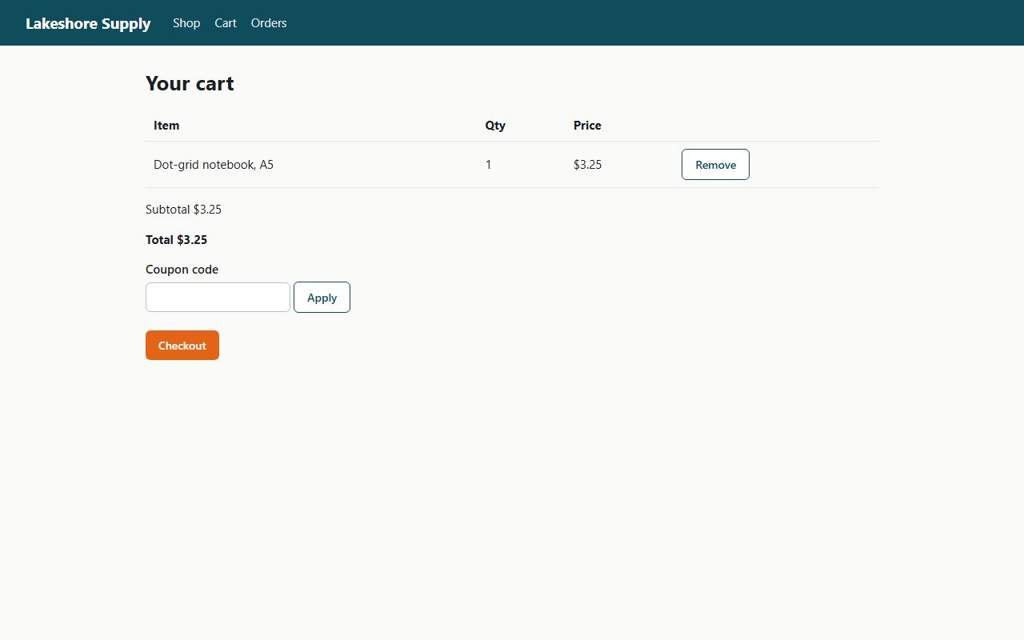 Lakeshore Supply Shop Cart Orders
Your cart
Item Qty Price
Dot-grid notebook, A5 1 $3.25 Remove
Subtotal $3.25
Total $3.25
Coupon code
Apply
Checkout